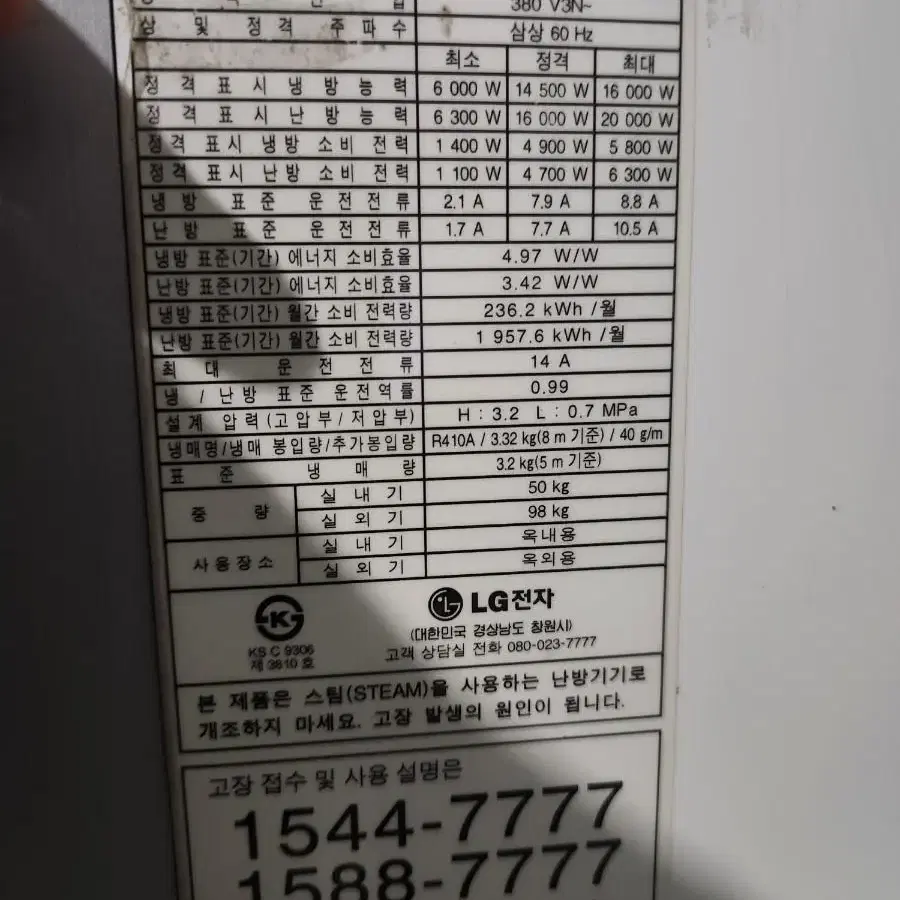 380 V3N~
상 및 정격 주파수 삼상 60 Hz
최소 정격 최대
정격 표시 냉방 능력 6 000 W 14 500 W 16 000 W
정격 표시 난방 능력 6 300 W 16 000 W 20 000 W
정격 표시 냉방 소비 전력 1 400 W 4 900 W 5 800 W
정격 표시 난방 소비 전력 1 100 W 4 700 W 6 300 W
냉방 표준 운전전류 2.1 A 7.9 A 8.8 A
난방 표준 운전전류 1.7 A 7.7 A 10.5 A
냉방 표준(기간) 에너지 소비효율 4.97 W/W
난방 표준(기간) 에너지 소비효율 3.42 W/W
냉방 표준(기간) 월간 소비 전력량 236.2 kWh /월
난방 표준(기간) 월간 소비 전력량 1 957.6 kWh /월
최대 운전전류 14 A
냉 / 난방 표준 운전역률 0.99
설계 압력 (고압부 / 저압부) H : 3.2 L : 0.7 MPa
냉매명/냉매 봉입량/추가봉입량 R410A / 3.32 kg(8 m 기준) / 40 g/m
표준 냉매량 3.2 kg(5 m 기준)
중량 실내기 50 kg
실외기 98 kg
사용장소 실내기 옥내용
실외기 옥외용
KS C 9306
제 3810 호
LG전자
(대한민국 경상남도 창원시)
고객 상담실 전화 080-023-7777
본 제품은 스팀(STEAM)을 사용하는 난방기기로
개조하지 마세요. 고장 발생의 원인이 됩니다.
고장 접수 및 사용 설명은
1544-7777
1588-7777